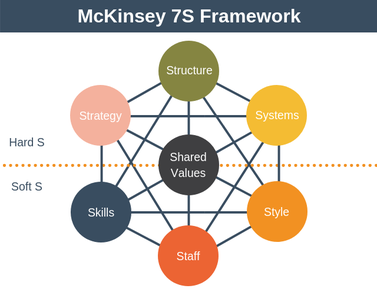 McKinsey 7S Framework
Structure
Strategy
Systems
Hard S
Shared
Values
Soft S
Skills
Style
Staff